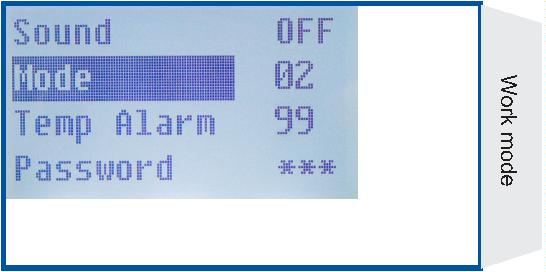 Sound OFF
Mode 02
Temp Alarm 99
Password ***
Work mode